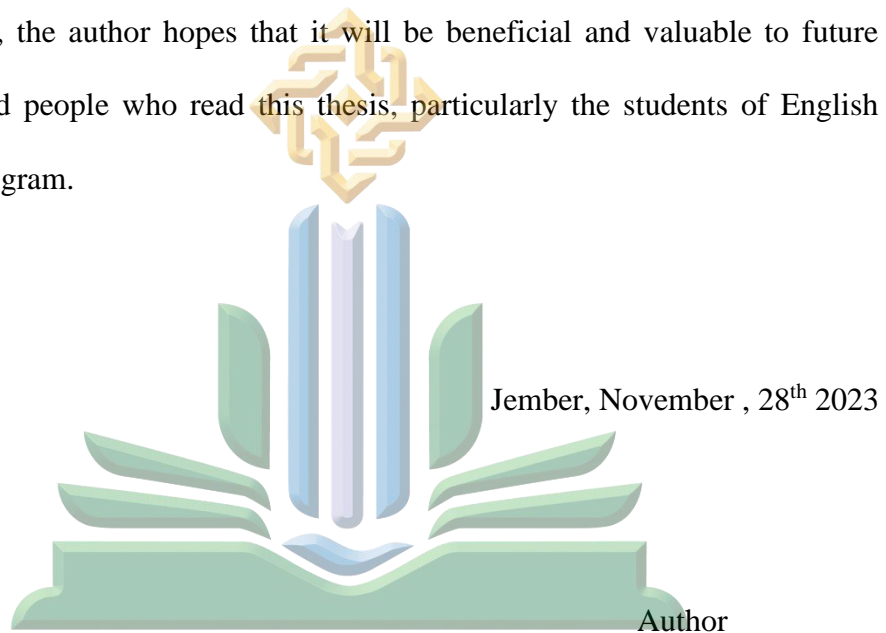 , the author hopes that it will be beneficial and valuable to future
d people who read this thesis, particularly the students of English
gram.
Jember, November , 28th 2023
Author